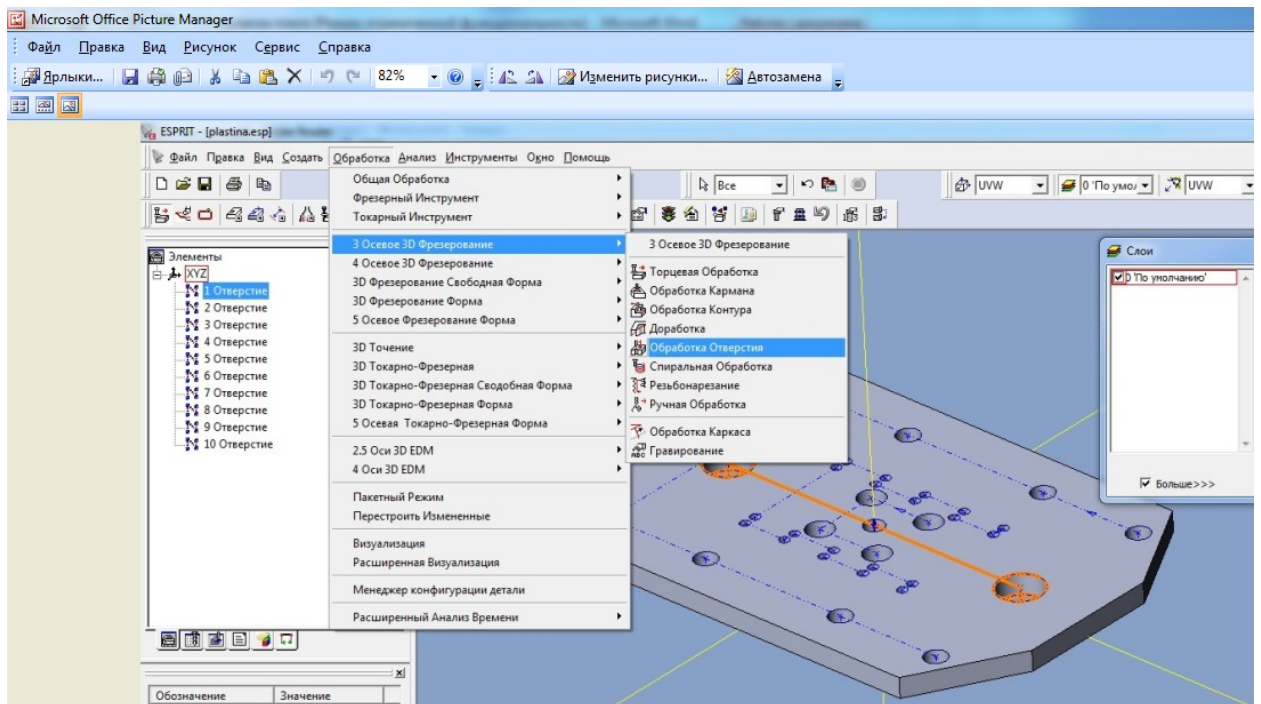 Microsoft Office Picture Manager
Файл Правка Вид Рисунок Сервис Справка
Ярлыки... 82% Изменить рисунки... Автозамена
ESPRIT - [plastina.esp]
Файл Правка Вид Создать Обработка Анализ Инструменты Окно Помощь
Все UVW 0 'По умо. UVW
Элементы
XYZ
1 Отверстие
2 Отверстие
3 Отверстие
4 Отверстие
5 Отверстие
6 Отверстие
7 Отверстие
8 Отверстие
9 Отверстие
10 Отверстие
Общая Обработка
Фрезерный Инструмент
Токарный Инструмент
3 Осевое 3D Фрезерование
4 Осевое 3D Фрезерование
3D Фрезерование Свободная Форма
3D Фрезерование Форма
5 Осевое Фрезерование Форма
3D Точение
3D Токарно-Фрезерная
3D Токарно-Фрезерная Сводобная Форма
3D Токарно-Фрезерная Форма
5 Осевая Токарно-Фрезерная Форма
2.5 Оси 3D EDM
4 Оси 3D EDM
Пакетный Режим
Перестроить Измененные
Визуализация
Расширенная Визуализация
Менеджер конфигурации детали
Расширенный Анализ Времени
3 Осевое 3D Фрезерование
Торцевая Обработка
Обработка Кармана
Обработка Контура
Доработка
Обработка Отверстия
Спиральная Обработка
Резьбонарезание
Ручная Обработка
Обработка Каркаса
Гравирование
Слои
0 'По умолчанию'
Больше>>>
Обозначение Значение